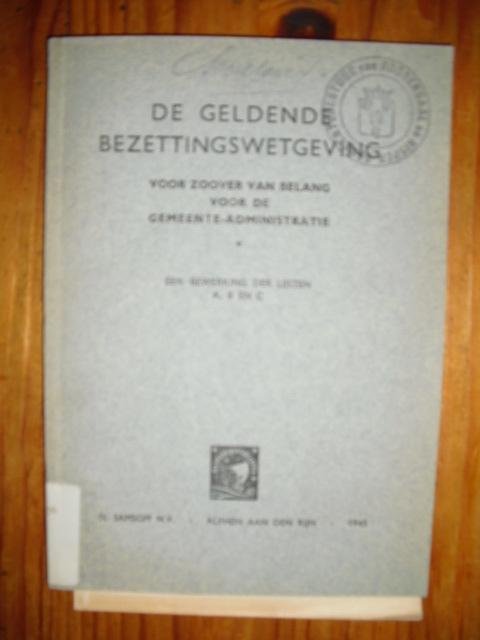 DE GELDENDE
BEZETTINGSWETGEVING
VOOR ZOOVER VAN BELANG
VOOR DE
GEMEENTE-ADMINISTRATIE
*
EEN BEWERKING DER LIJSTEN
A, B EN C
N. SAMSOM N.V. - ALPHEN AAN DEN RIJN - 1945